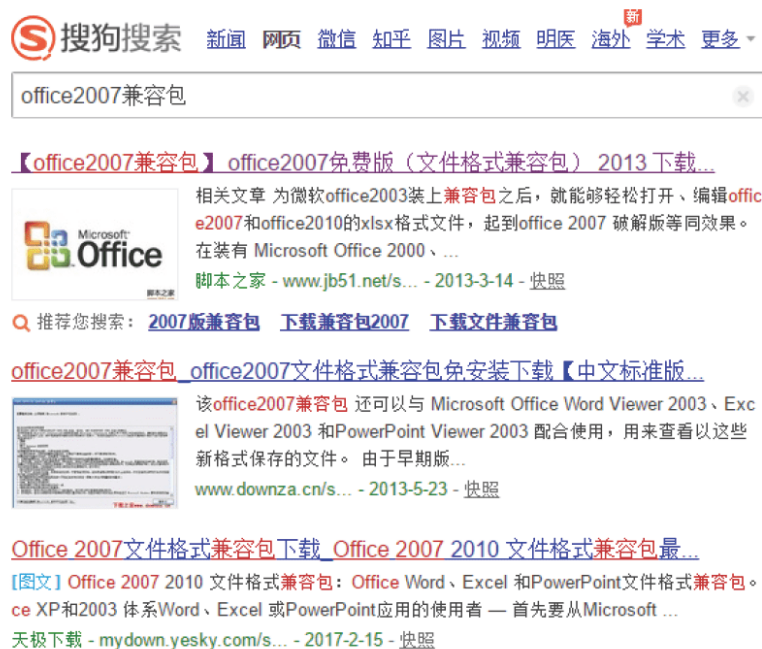 搜狗搜索 新闻 网页 微信 知乎 图片 视频 明医 海外 新 学术 更多
office2007兼容包
【office2007兼容包】 office2007免费版（文件格式兼容包） 2013 下载...
相关文章 为微软office2003装上兼容包之后，就能够轻松打开、编辑offic
e2007和office2010的xlsx格式文件，起到office 2007 破解版等同效果。
在装有 Microsoft Office 2000、...
脚本之家 - www.jb51.net/s... - 2013-3-14 - 快照
Microsoft
Office
脚本之家
推荐您搜索： 2007版兼容包 下载兼容包2007 下载文件兼容包
office2007兼容包_office2007文件格式兼容包免安装下载【中文标准版...
该office2007兼容包 还可以与 Microsoft Office Word Viewer 2003、Exc
el Viewer 2003 和PowerPoint Viewer 2003 配合使用，用来查看以这些
新格式保存的文件。 由于早期版...
www.downza.cn/s... - 2013-5-23 - 快照
Office 2007文件格式兼容包下载_Office 2007 2010 文件格式兼容包最...
[图文] Office 2007 2010 文件格式兼容包：Office Word、Excel 和PowerPoint文件格式兼容包。
ce XP和2003 体系Word、Excel 或PowerPoint应用的使用者 — 首先要从Microsoft ...
天极下载 - mydown.yesky.com/s... - 2017-2-15 - 快照